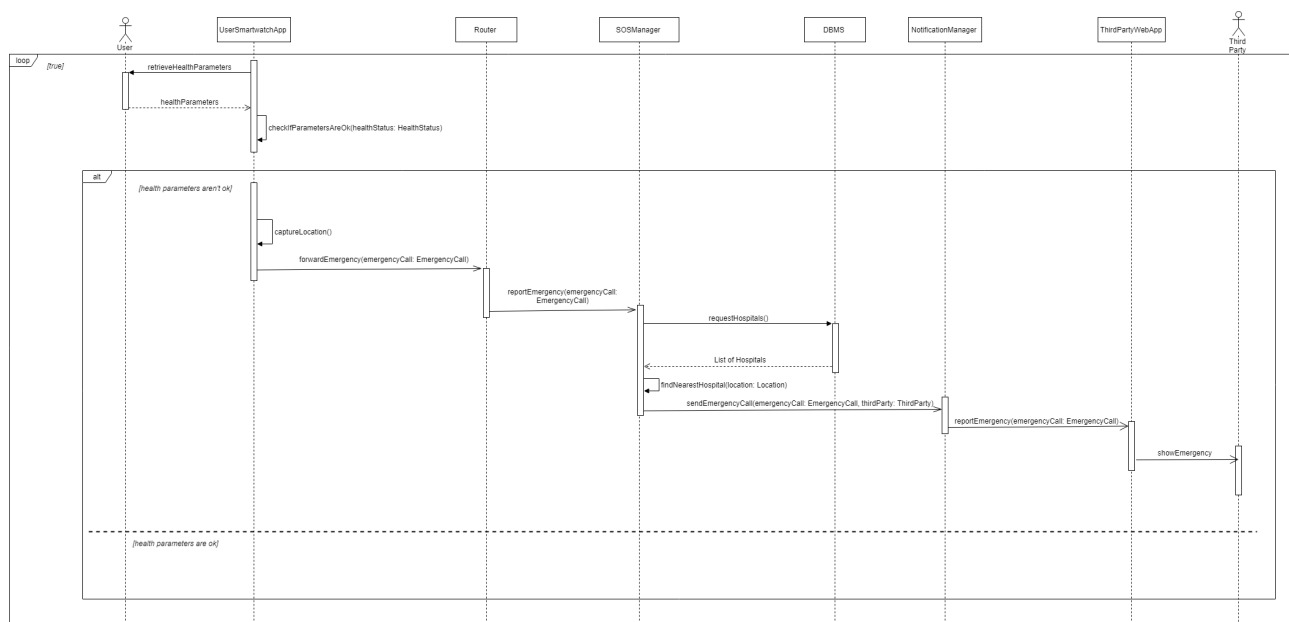 User
UserSmartwatchApp
Router
SOSManager
DBMS
NotificationManager
ThirdPartyWebApp
Third
Party
loop
[true]
retrieveHealthParameters
healthParameters
checkIfParametersAreOk(healthStatus: HealthStatus)
alt
[health parameters aren't ok]
captureLocation()
forwardEmergency(emergencyCall: EmergencyCall)
reportEmergency(emergencyCall:
EmergencyCall)
requestHospitals()
List of Hospitals
findNearestHospital(location: Location)
sendEmergencyCall(emergencyCall: EmergencyCall, thirdParty: ThirdParty)
reportEmergency(emergencyCall: EmergencyCall)
showEmergency
[health parameters are ok]